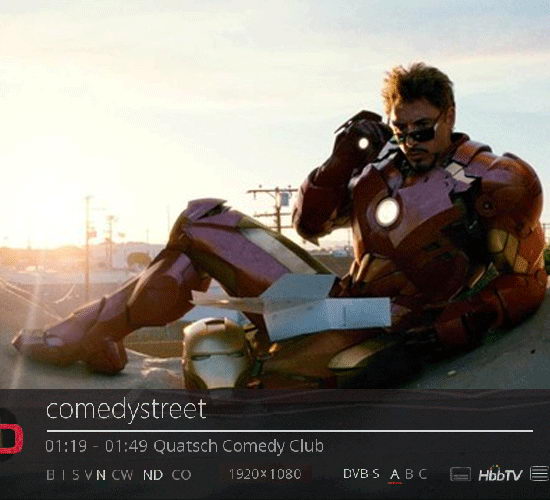 comedystreet
01:19 - 01:49 Quatsch Comedy Club
B I S V N CW ND CO 1920×1080 DVB-S A B C HbbTV